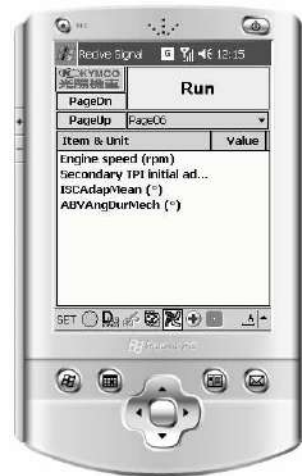 Redive Signal G 12:15
KYMCO
光陽機車
Run
PageDn
PageUp Page06
Item & Unit Value
Engine speed (rpm)
Secondary TPI initial ad...
ISCAdapMean (°)
ABVAngDurMech (°)
SET